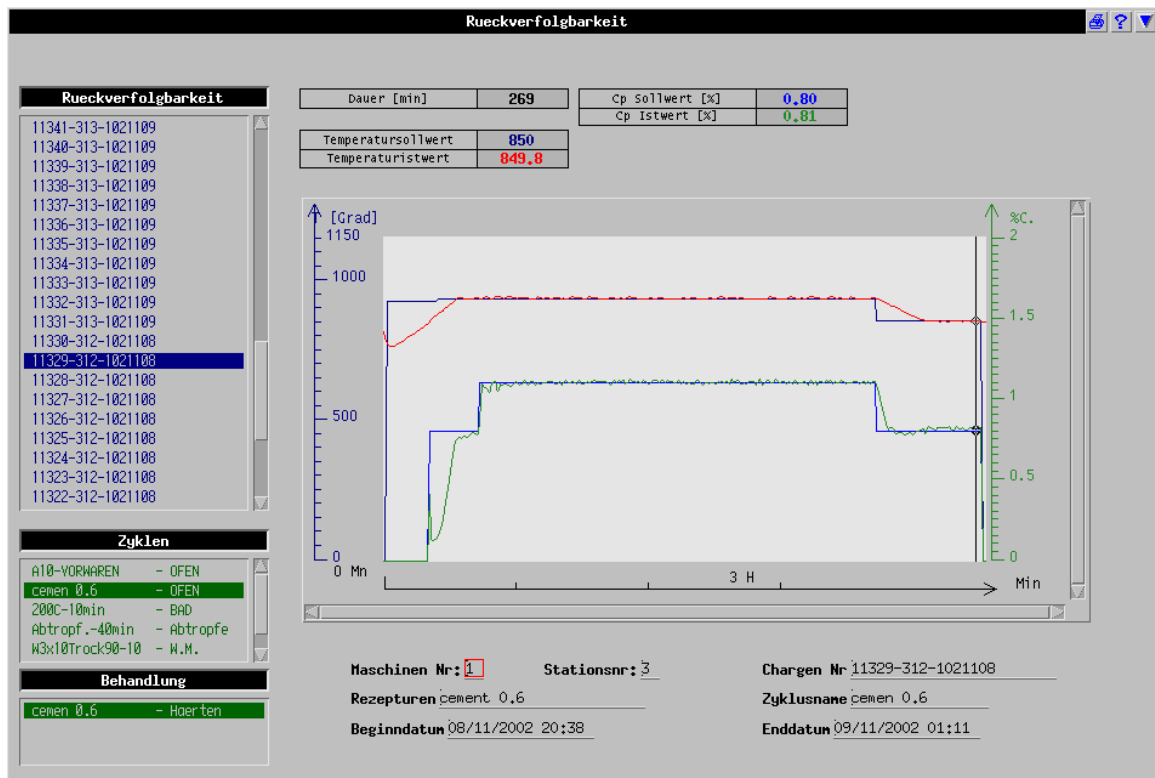 Rueckverfolgbarkeit
?
Rueckverfolgbarkeit
11341-313-1021109
11340-313-1021109
11339-313-1021109
11338-313-1021109
11337-313-1021109
11336-313-1021109
11335-313-1021109
11334-313-1021109
11333-313-1021109
11332-313-1021109
11331-313-1021109
11330-312-1021108
11329-312-1021108
11328-312-1021108
11327-312-1021108
11326-312-1021108
11325-312-1021108
11324-312-1021108
11323-312-1021108
11322-312-1021108
Zyklen
A10-VORWAREN - OFEN
cemen 0.6 - OFEN
200C-10min - BAD
Abtropf.-40min - Abtropfe
W3x10Trock90-10 - W.M.
Behandlung
cemen 0.6 - Haerten
Dauer [min] 269
Cp Sollwert [%] 0.80
Cp Istwert [%] 0.81
Temperatursollwert 850
Temperaturistwert 849.8
[Grad]
1150
1000
500
0
0 Mn
3 H
Min
%C.
2
1.5
1
0.5
0
Maschinen Nr: 1 Stationsnr: 3 Chargen Nr 11329-312-1021108
Rezepturen cement 0.6 Zyklusname cemen 0.6
Beginndatum 08/11/2002 20:38 Enddatum 09/11/2002 01:11